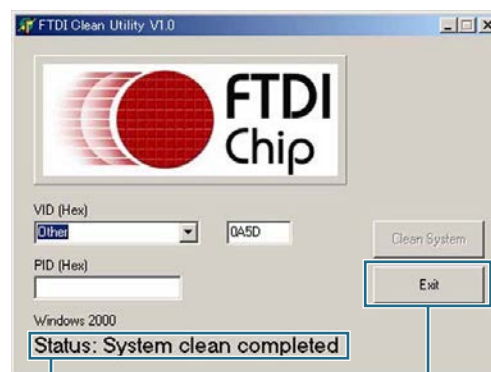 FTDI Clean Utility V1.0
FTDI
Chip
VID (Hex)
Other
0A5D
Clean System
PID (Hex)
Exit
Windows 2000
Status: System clean completed